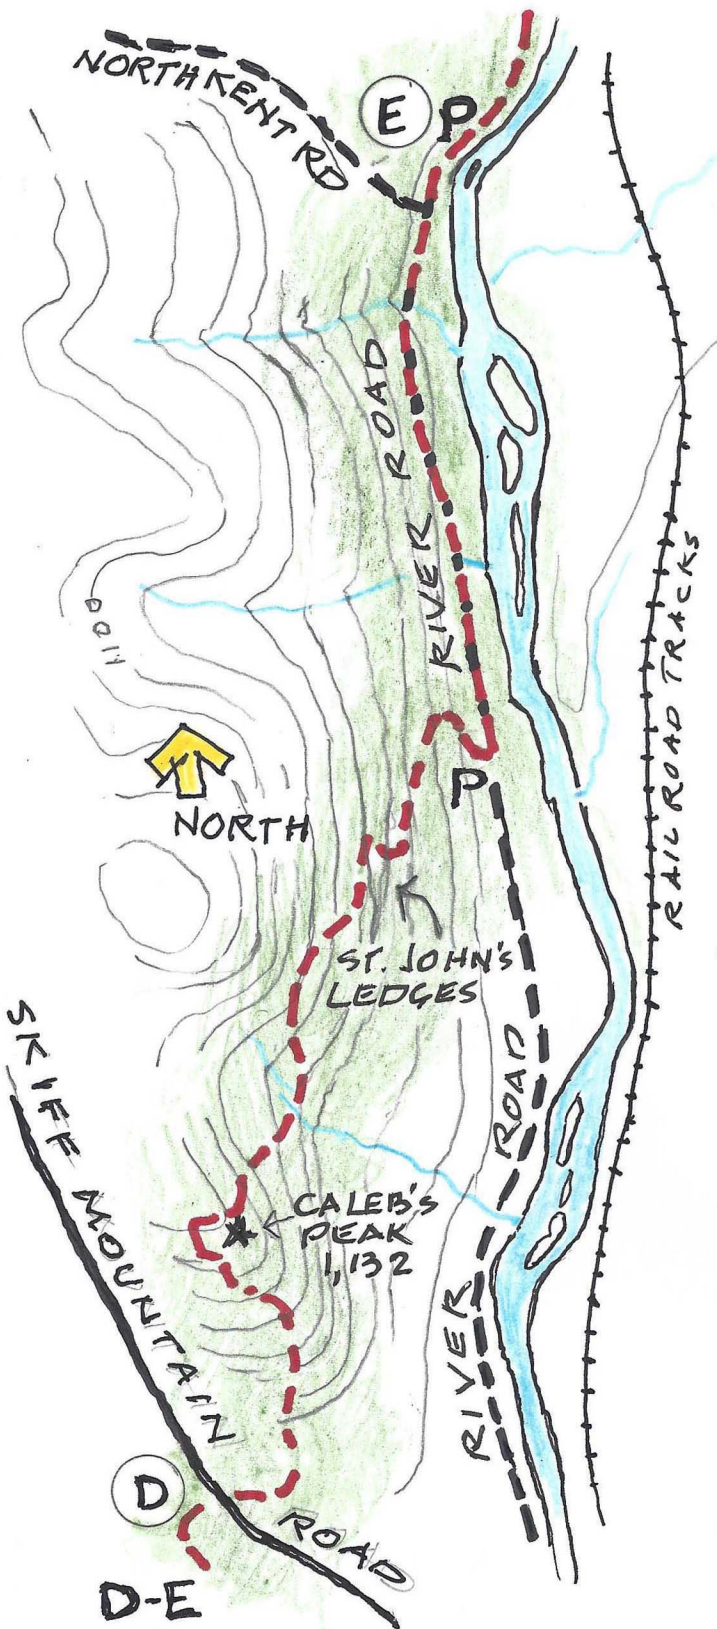 NORTH KENT RD
E P
RIVER ROAD
1100
RAILROAD TRACKS
P
NORTH
ST. JOHN'S
LEDGES
SKIFF MOUNTAIN ROAD
RIVER ROAD
CALEB'S
PEAK
1,132
D
D-E